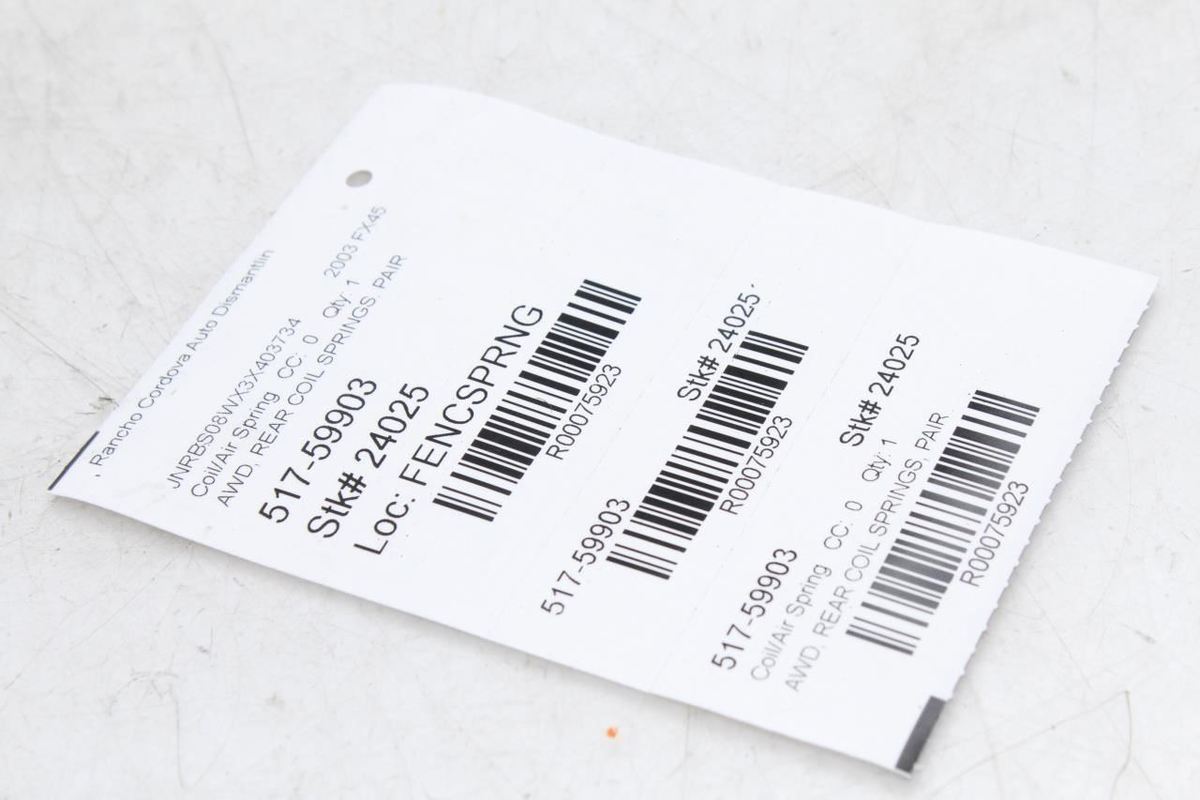 , Rancho Cordova Auto Dismantlin
JNRBS08WX3X403734 2003 FX45
Coil/Air Spring CC: 0 Qty: 1
AWD, REAR COIL SPRINGS, PAIR
517-59903
Stk# 24025
Loc: FENCSPRNG
R00075923
517-59903 Stk# 24025
R00075923
517-59903 Stk# 24025
Coil/Air Spring CC: 0 Qty: 1
AWD, REAR COIL SPRINGS, PAIR
R00075923